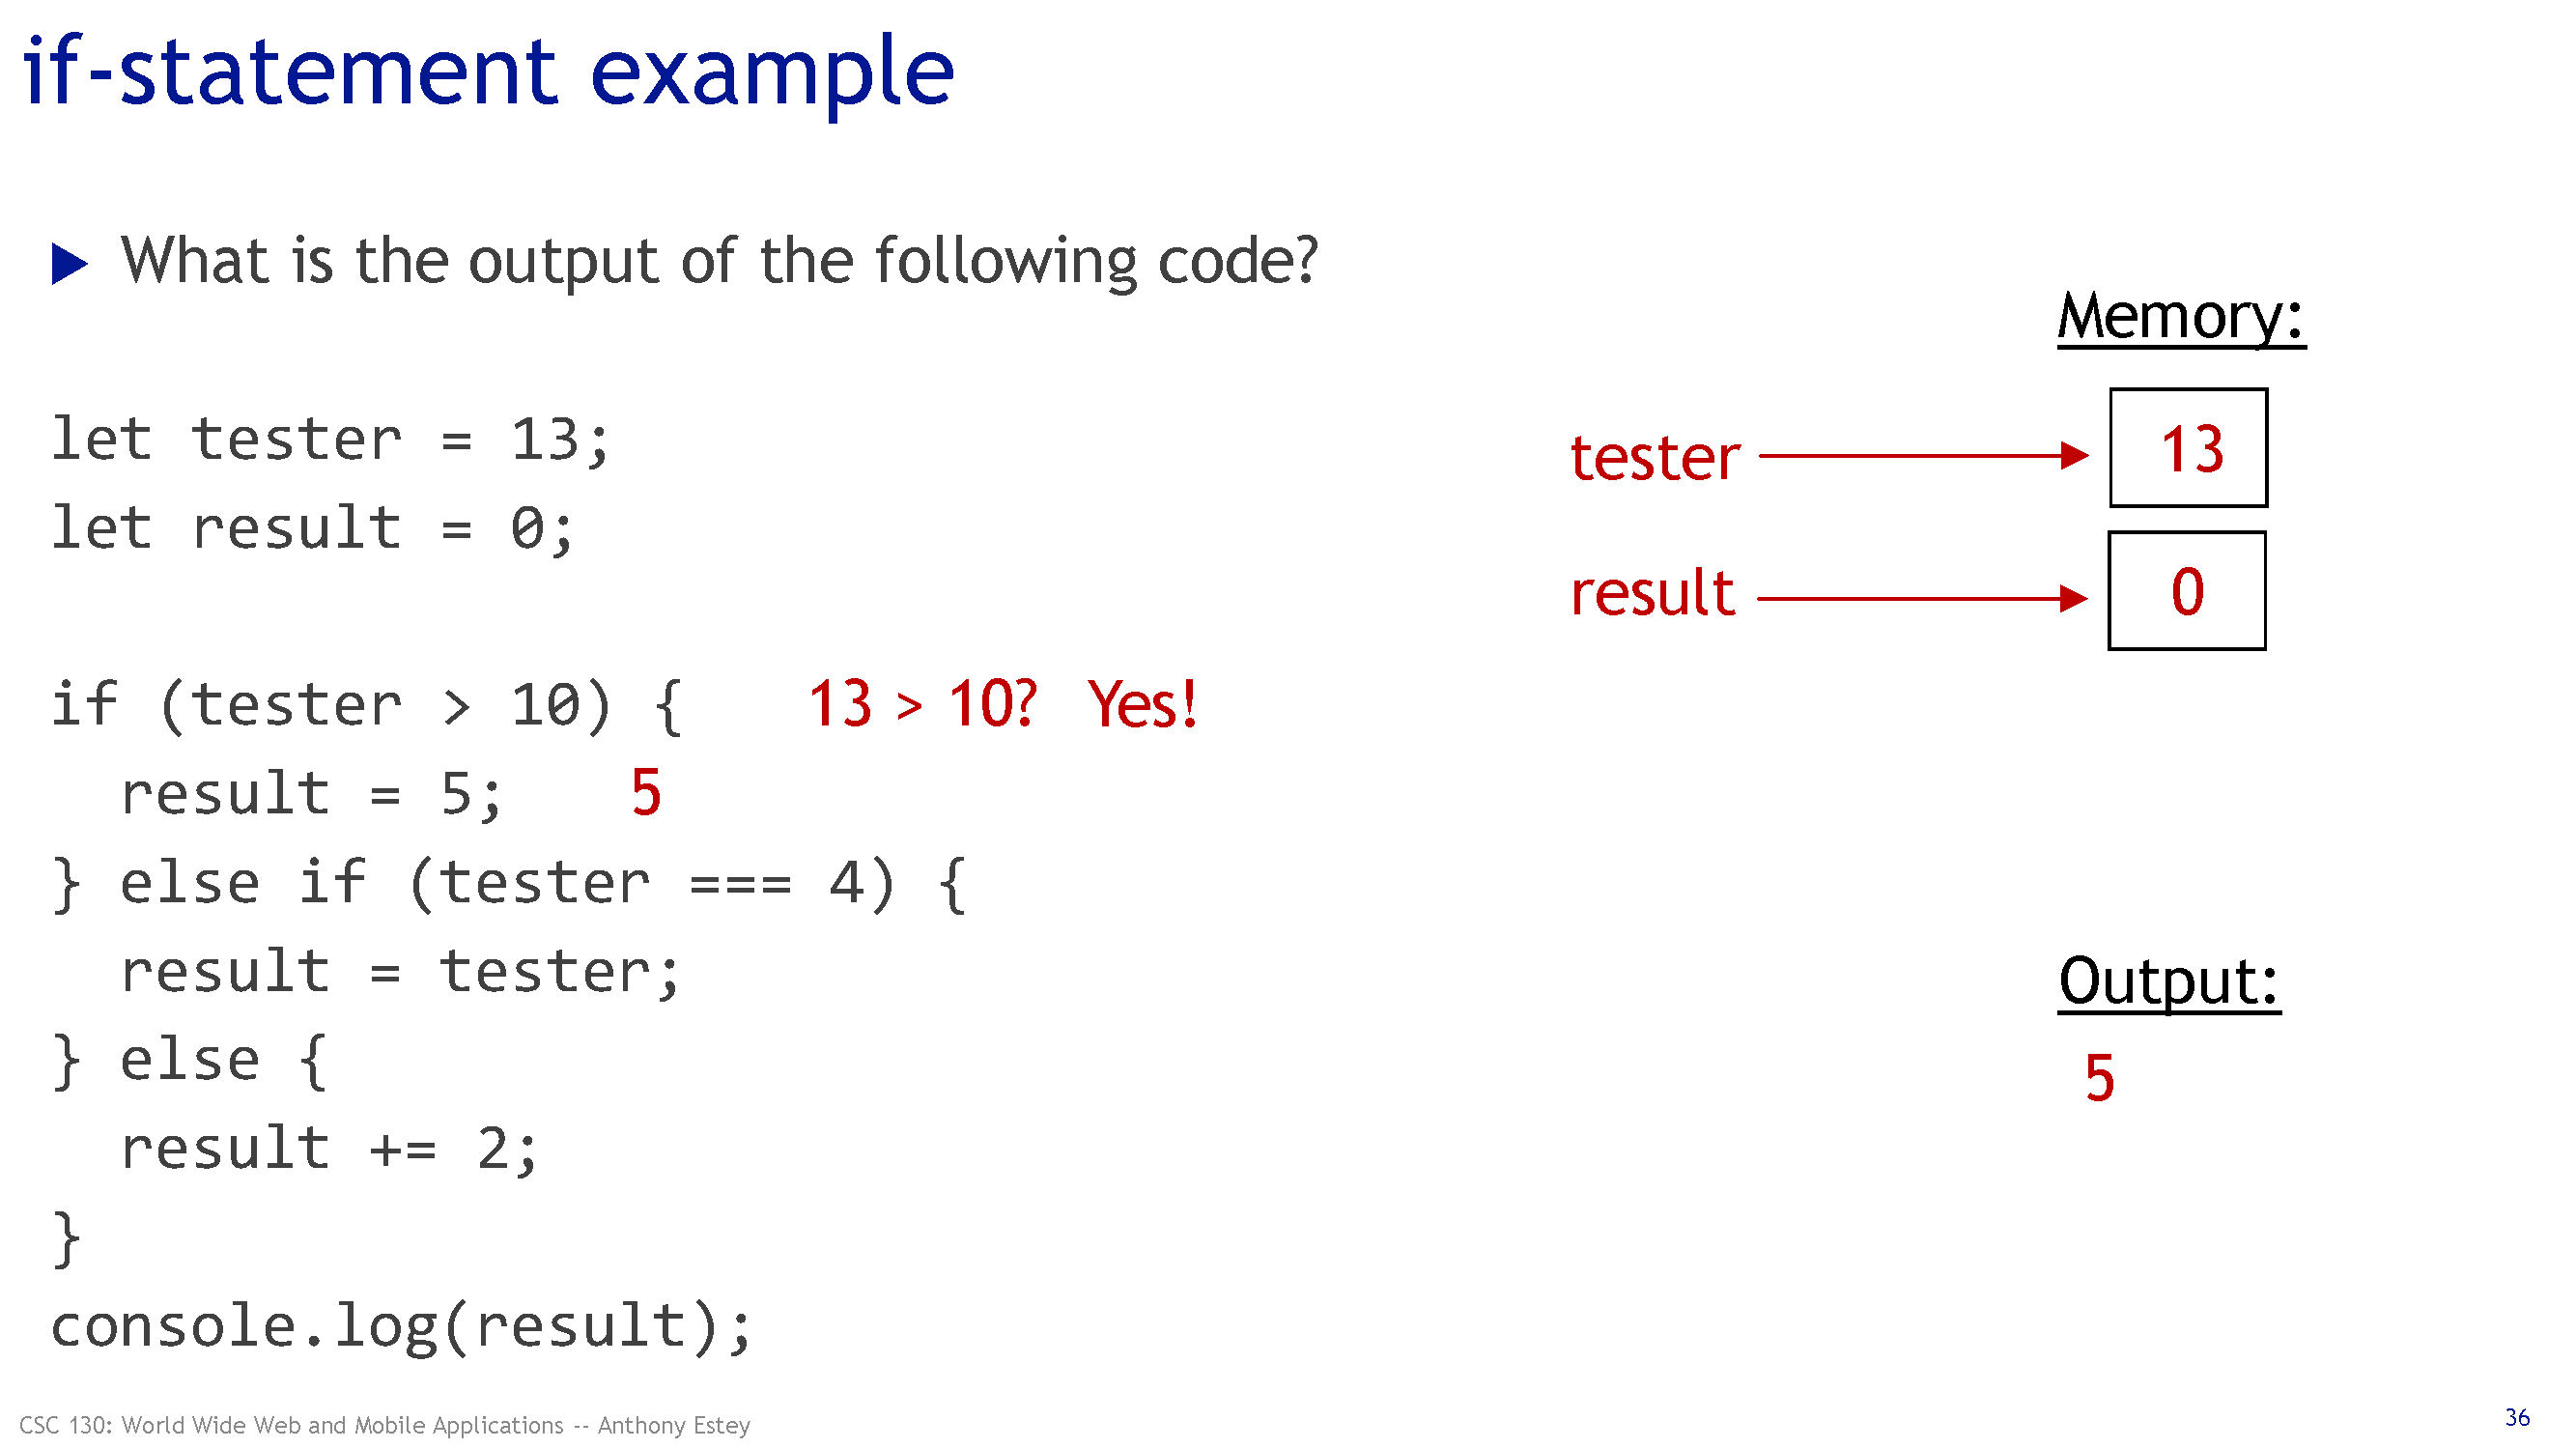 if-statement example
What is the output of the following code?
Memory:
let tester = 13;
tester
13
let result = 0;
result
0
if (tester > 10) {
13 > 10? Yes!
result = 5;
5
} else if (tester === 4) {
result = tester;
} else {
result += 2;
}
console.log(result);
Output:
5
CSC 130: World Wide Web and Mobile Applications -- Anthony Estey
36